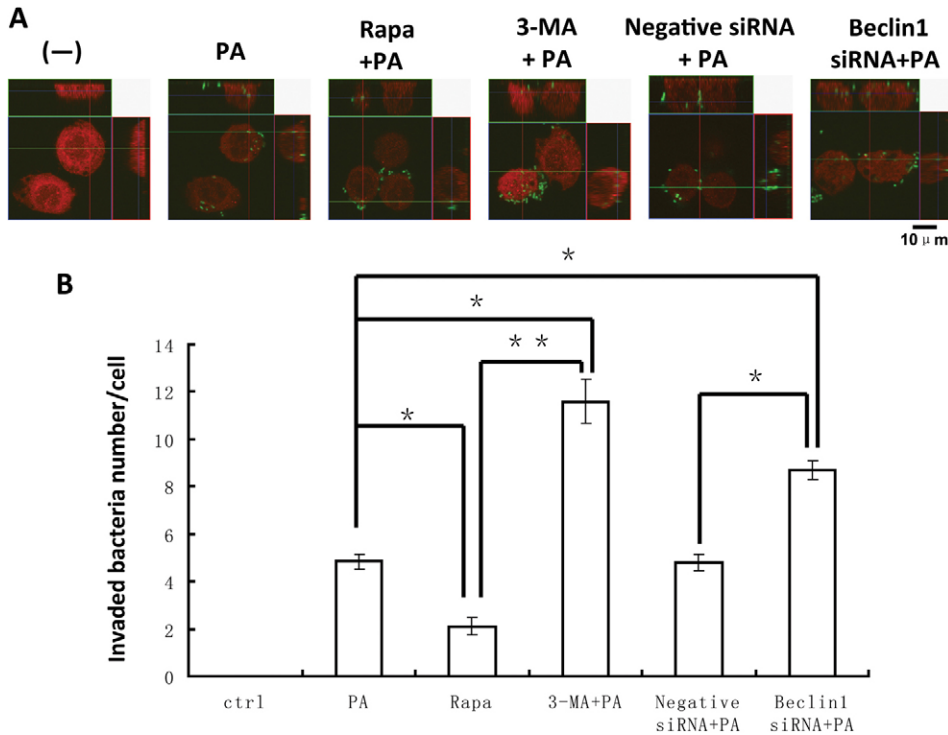 A
(—)
PA
Rapa
+PA
3-MA
+ PA
Negative siRNA
+ PA
Beclin1
siRNA+PA
10 μ m
B
Invaded bacteria number/cell
14
12
10
8
6
4
2
0
*
*
* *
*
*
ctrl
PA
Rapa
3-MA+PA
Negative
siRNA+PA
Beclin1
siRNA+PA